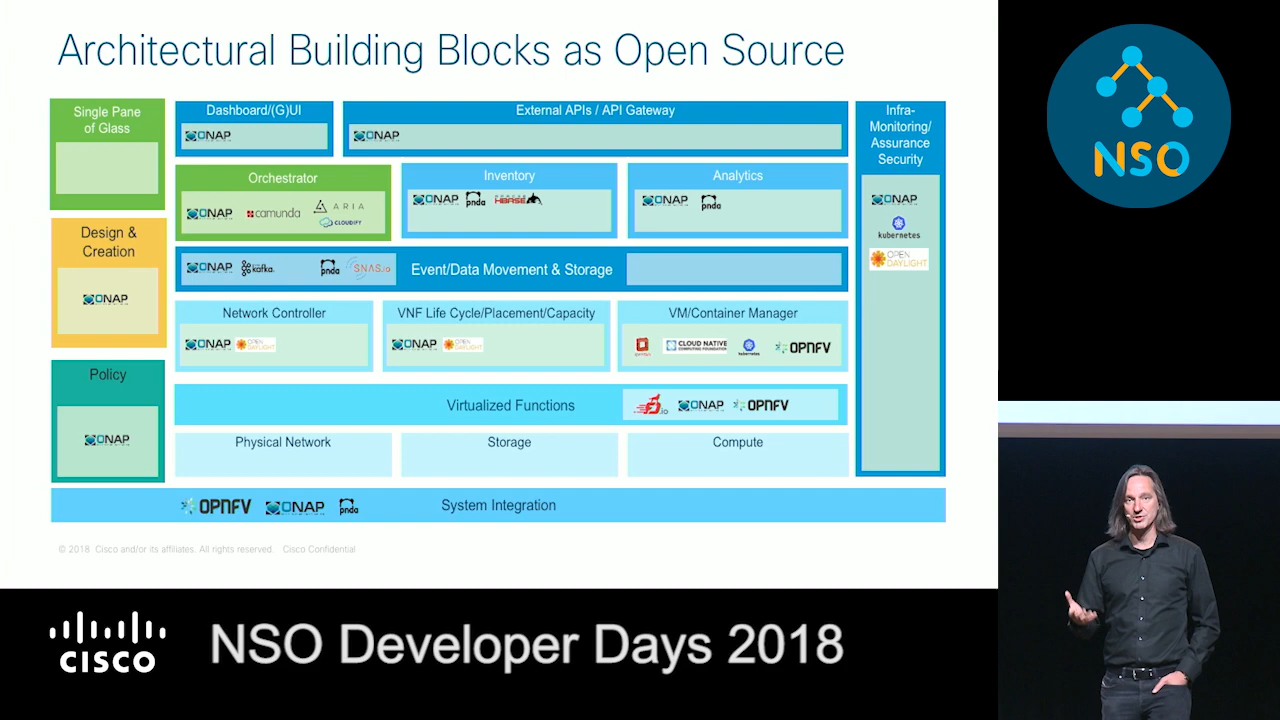 Architectural Building Blocks as Open Source
Single Pane
of Glass
Dashboard/(G)UI
ONAP
External APIs / API Gateway
ONAP
Infra-
Monitoring/
Assurance
Security
ONAP
kubernetes
OPEN
DAYLIGHT
Orchestrator
ONAP
camunda
ARIA
CLOUDIFY
Inventory
ONAP
pnda
HBASE
Analytics
ONAP
pnda
Design &
Creation
ONAP
ONAP
kafka.
pnda
SNAS.io
Event/Data Movement & Storage
Network Controller
ONAP
OPEN
DAYLIGHT
VNF Life Cycle/Placement/Capacity
ONAP
OPEN
DAYLIGHT
VM/Container Manager
CLOUD NATIVE
COMPUTING FOUNDATION
kubernetes
OPNFV
Policy
ONAP
Virtualized Functions
.io
ONAP
OPNFV
Physical Network
Storage
Compute
OPNFV
ONAP
pnda
System Integration
© 2018 Cisco and/or its affiliates. All rights reserved. Cisco Confidential
NSO
CISCO
NSO Developer Days 2018